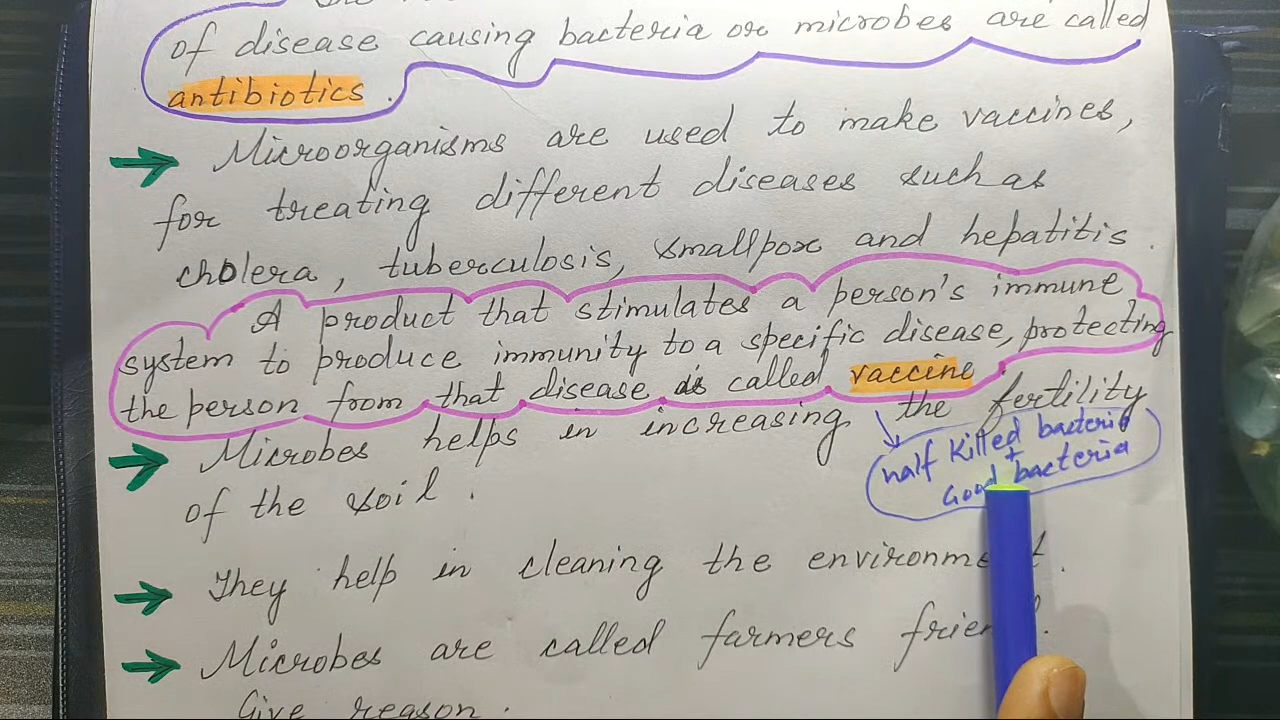 of disease causing bacteria or microbes are called
antibiotics.
Microorganisms are used to make vaccines,
for treating different diseases such as
cholera, tuberculosis, smallpox and hepatitis.
A product that stimulates a person's immune
system to produce immunity to a specific disease, protecting
the person from that disease is called vaccine.
Microbes helps in increasing the fertility
half killed bacteria
+
Good bacteria
of the soil.
They help in cleaning the environment.
Microbes are called farmers
Give reason.